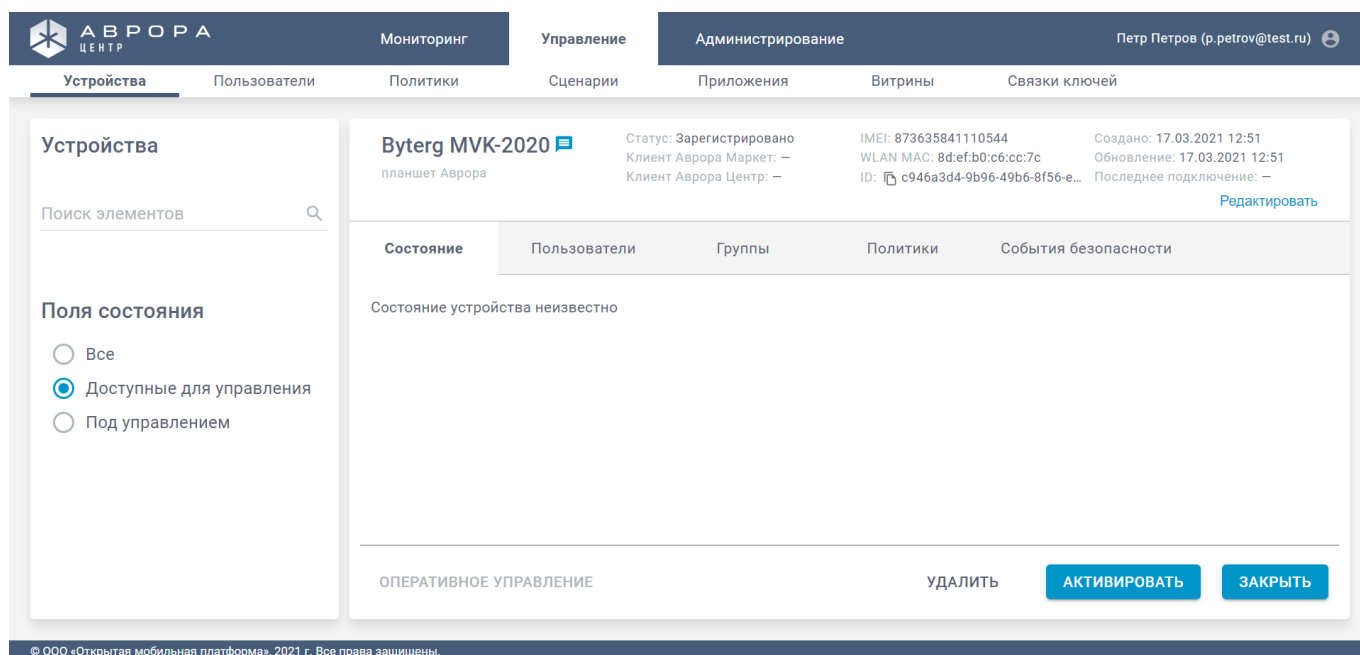 АВРОРА
ЦЕНТР
Мониторинг
Управление
Администрирование
Петр Петров (p.petrov@test.ru)
Устройства
Пользователи
Политики
Сценарии
Приложения
Витрины
Связки ключей
Устройства
Поиск элементов
Поля состояния
Все
Доступные для управления
Под управлением
Byterg MVK-2020
планшет Аврора
Статус: Зарегистрировано
Клиент Аврора Маркет: —
Клиент Аврора Центр: —
IMEI: 873635841110544
WLAN MAC: 8d:ef:b0:c6:cc:7c
ID: c946a3d4-9b96-49b6-8f56-e...
Создано: 17.03.2021 12:51
Обновление: 17.03.2021 12:51
Последнее подключение: —
Редактировать
Состояние
Пользователи
Группы
Политики
События безопасности
Состояние устройства неизвестно
ОПЕРАТИВНОЕ УПРАВЛЕНИЕ
УДАЛИТЬ
АКТИВИРОВАТЬ
ЗАКРЫТЬ
© ООО «Открытая мобильная платформа», 2021 г. Все права защищены.